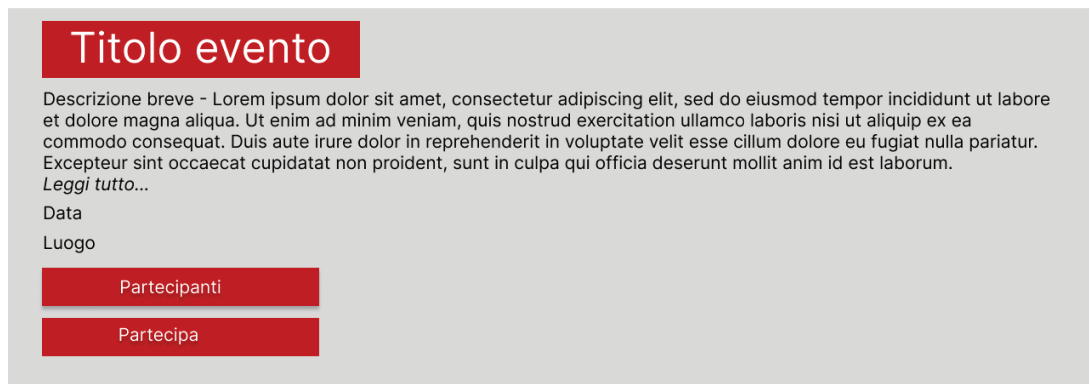 Titolo evento
Descrizione breve - Lorem ipsum dolor sit amet, consectetur adipiscing elit, sed do eiusmod tempor incididunt ut labore
et dolore magna aliqua. Ut enim ad minim veniam, quis nostrud exercitation ullamco laboris nisi ut aliquip ex ea
commodo consequat. Duis aute irure dolor in reprehenderit in voluptate velit esse cillum dolore eu fugiat nulla pariatur.
Excepteur sint occaecat cupidatat non proident, sunt in culpa qui officia deserunt mollit anim id est laborum.
Leggi tutto...
Data
Luogo
Partecipanti
Partecipa